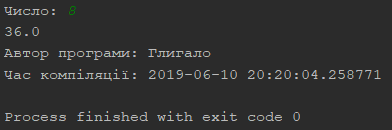 Число: 8
36.0
Автор програми: Глигало
Час компіляції: 2019-06-10 20:20:04.258771
Process finished with exit code 0